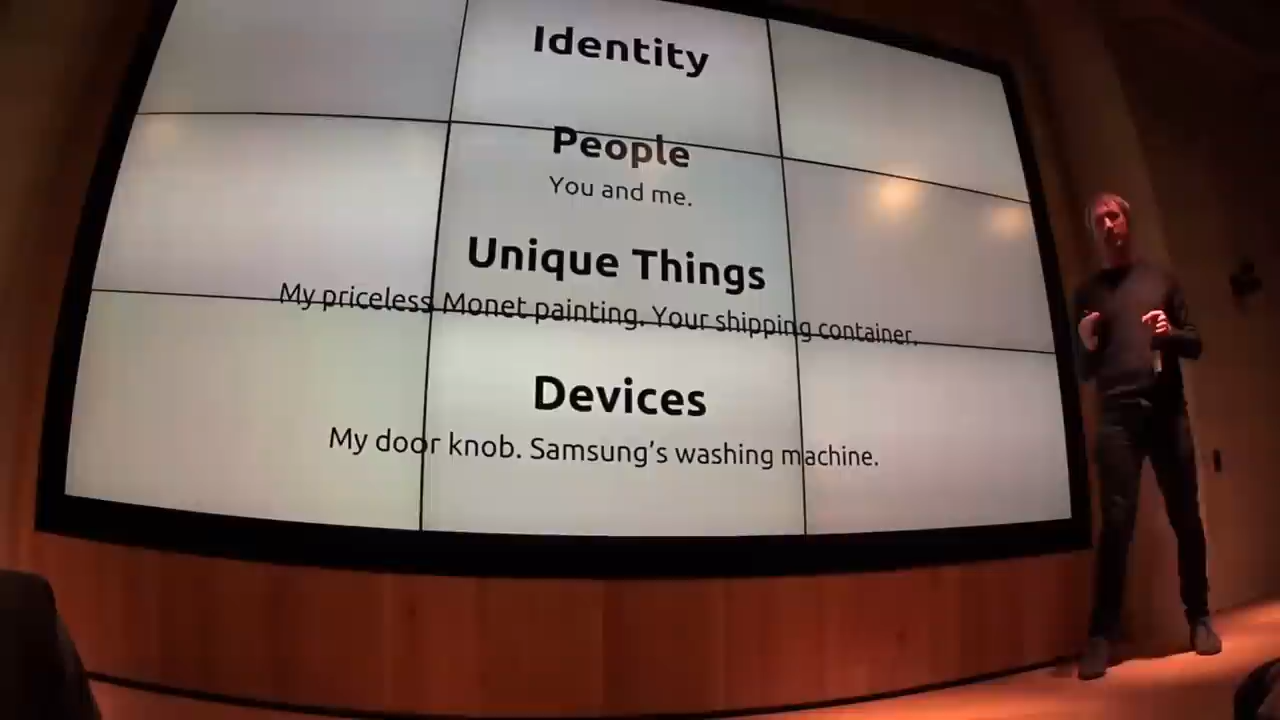 Identity
People
You and me.
Unique Things
My priceless Monet painting. Your shipping container.
Devices
My door knob. Samsung’s washing machine.